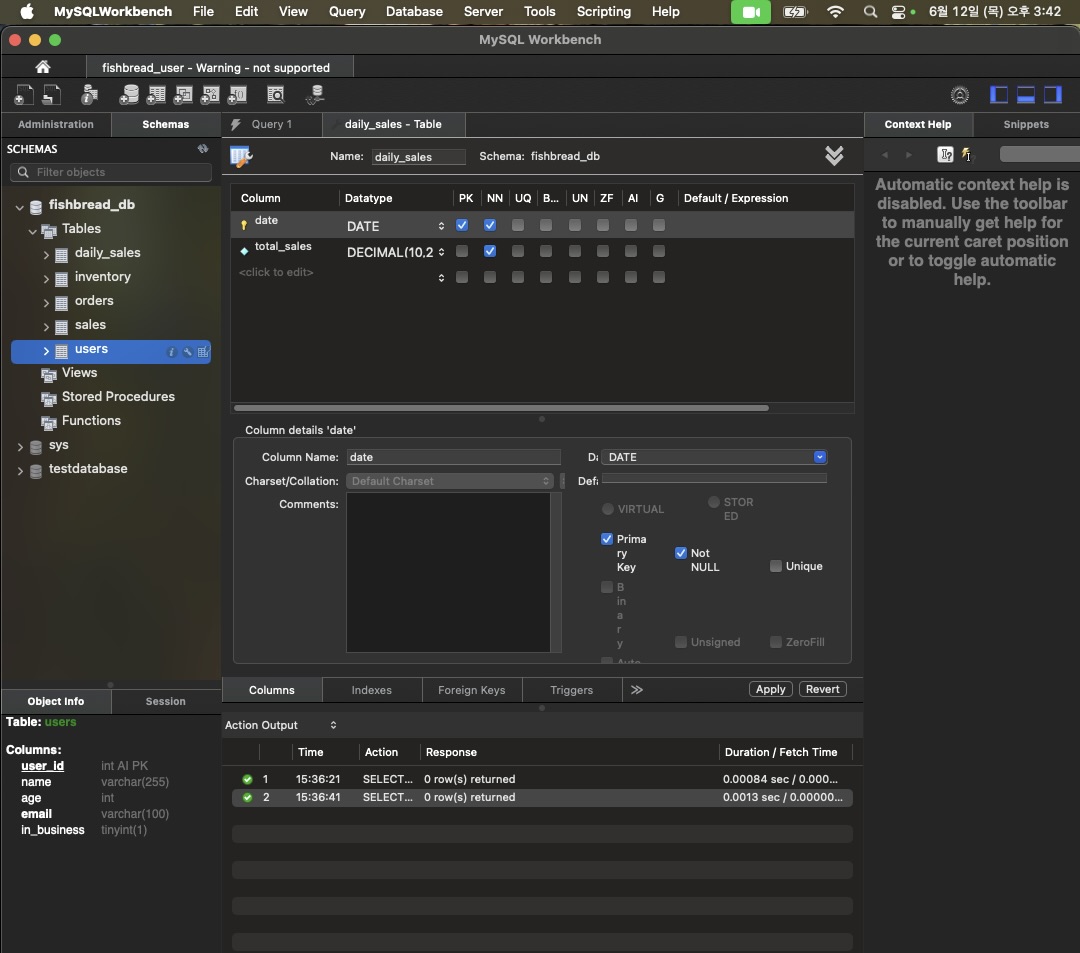 MySQLWorkbench File Edit View Query Database Server Tools Scripting Help 6월 12일 (목) 오후 3:42
MySQL Workbench
fishbread_user - Warning - not supported
Administration Schemas
SCHEMAS
Filter objects
fishbread_db
Tables
daily_sales
inventory
orders
sales
users
Views
Stored Procedures
Functions
sys
testdatabase
Object Info Session
Table: users
Columns:
user_id int AI PK
name varchar(255)
age int
email varchar(100)
in_business tinyint(1)
Query 1 daily_sales - Table
Name: daily_sales Schema: fishbread_db
Column Datatype PK NN UQ B... UN ZF AI G Default / Expression
date DATE
total_sales DECIMAL(10,2
<click to edit>
Column details 'date'
Column Name: date
Charset/Collation: Default Charset
Comments:
DATE
VIRTUAL
STOR
ED
Prima
ry
Key
Not
NULL
Unique
B
in
a
r
y
Unsigned
ZeroFill
Auto
Columns Indexes Foreign Keys Triggers Apply Revert
Action Output
Time Action Response Duration / Fetch Time
1 15:36:21 SELECT... 0 row(s) returned 0.00084 sec / 0.000...
2 15:36:41 SELECT... 0 row(s) returned 0.0013 sec / 0.00000...
Context Help Snippets
Automatic context help is
disabled. Use the toolbar
to manually get help for
the current caret position
or to toggle automatic
help.